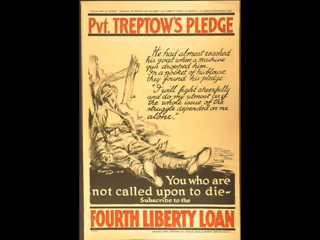 Pvt. TREPTOW'S PLEDGE
He had almost reached
his goal when a machine
gun dropped him.
In a pocket of his blouse
they found his pledge
"I will fight cheerfully
and do my utmost as if
the whole issue of the
struggle depended on me
alone."
You who are
not called upon to die-
Subscribe to the
FOURTH LIBERTY LOAN